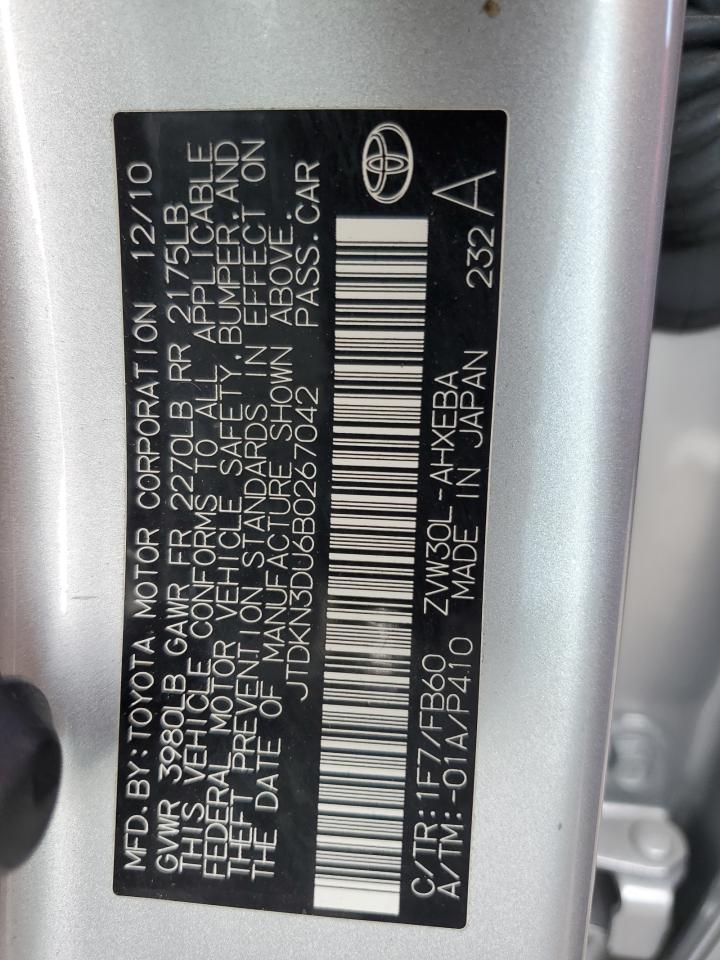 MFD.BY:TOYOTA MOTOR CORPORATION 12/10
GVWR 3980LB GAWR FR 2270LB RR 2175LB
THIS VEHICLE CONFORMS TO ALL APPLICABLE
FEDERAL MOTOR VEHICLE SAFETY,BUMPER,AND
THEFT PREVENTION STANDARDS IN EFFECT ON
THE DATE OF MANUFACTURE SHOWN ABOVE.
JTDKN3DU6B0267042 PASS.CAR
C/TR:1F7/FB60 ZVW30L-AHXEBA
A/TM:-01A/P410 MADE IN JAPAN 232 A